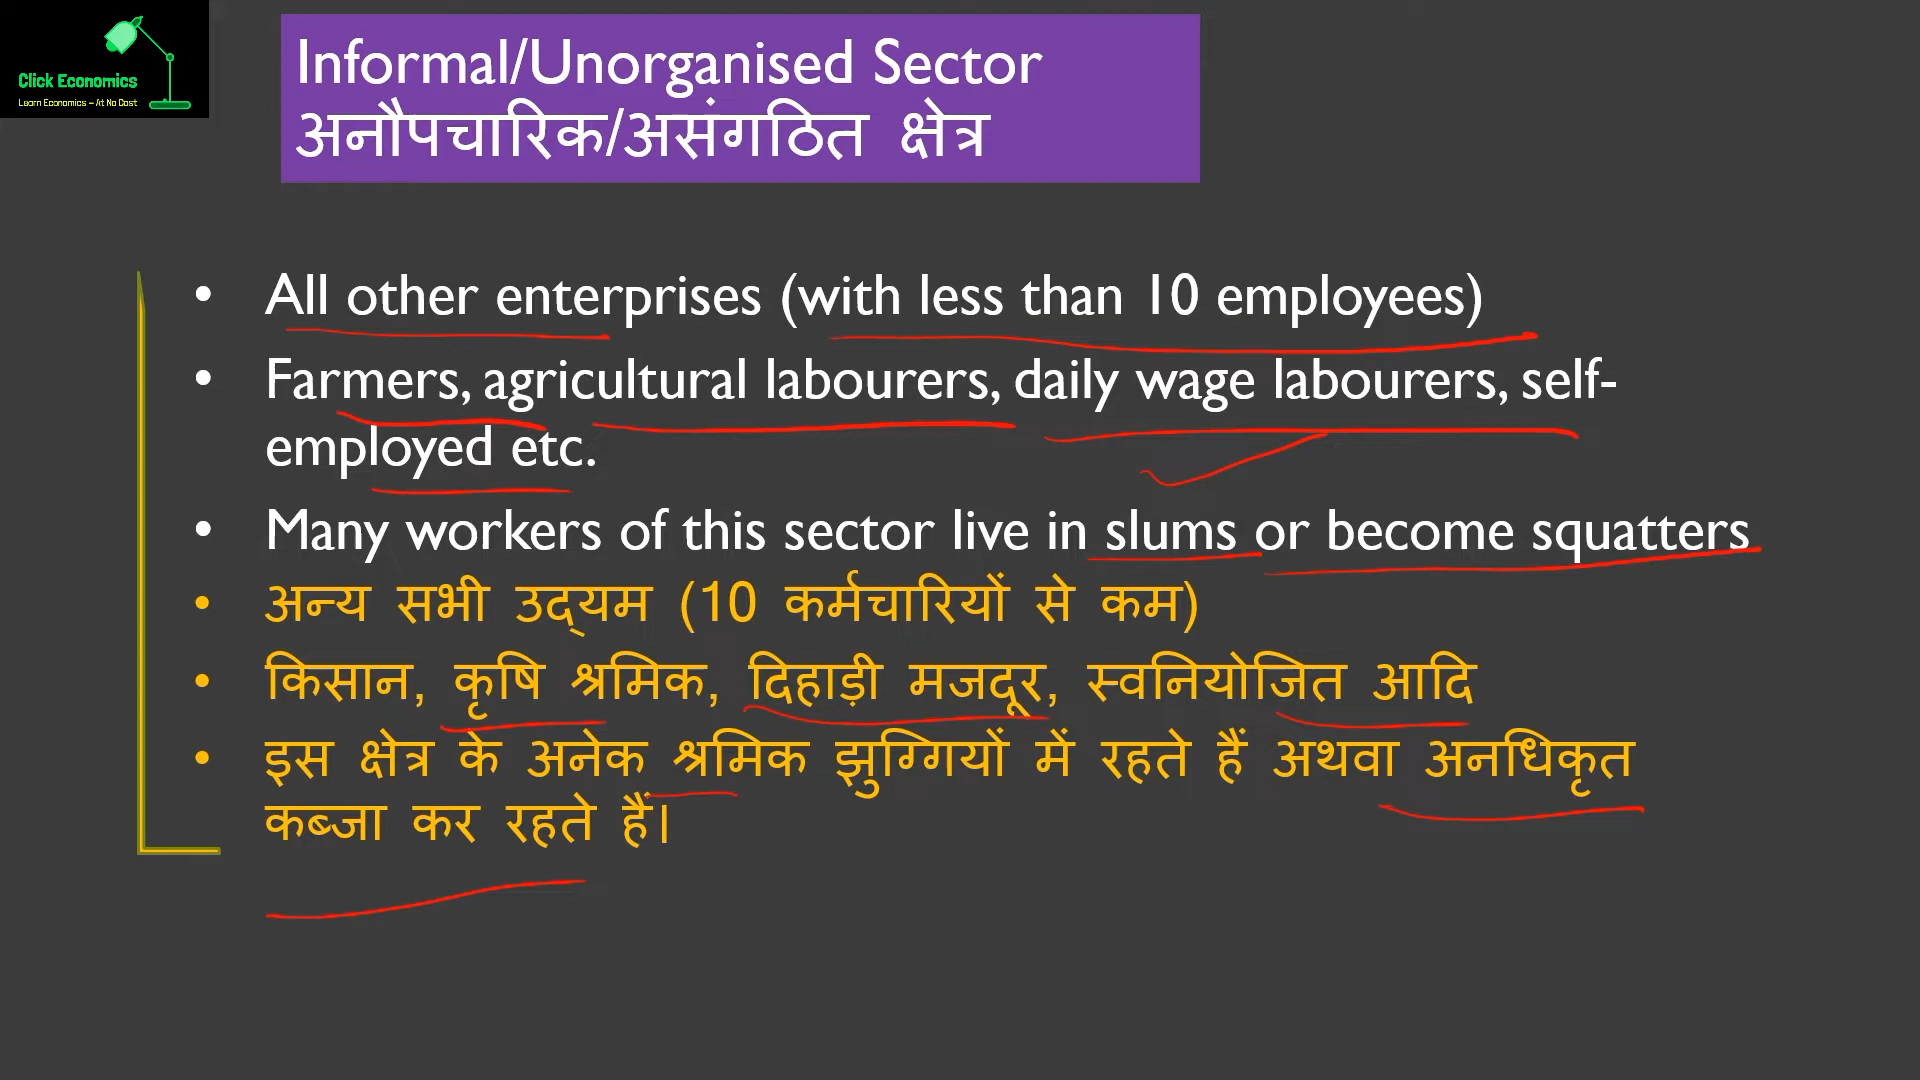 Click Economics
Learn Economics – At No Cost
Informal/Unorganised Sector
अनौपचारिक/असंगठित क्षेत्र
• All other enterprises (with less than 10 employees)
• Farmers, agricultural labourers, daily wage labourers, self-
employed etc.
• Many workers of this sector live in slums or become squatters
• अन्य सभी उद्‌यम (10 कर्मचारियों से कम)
• किसान, कृषि श्रमिक, दिहाड़ी मजदूर, स्वनियोजित आदि
• इस क्षेत्र के अनेक श्रमिक झुग्गियों में रहते हैं अथवा अनधिकृत
कब्जा कर रहते हैं।